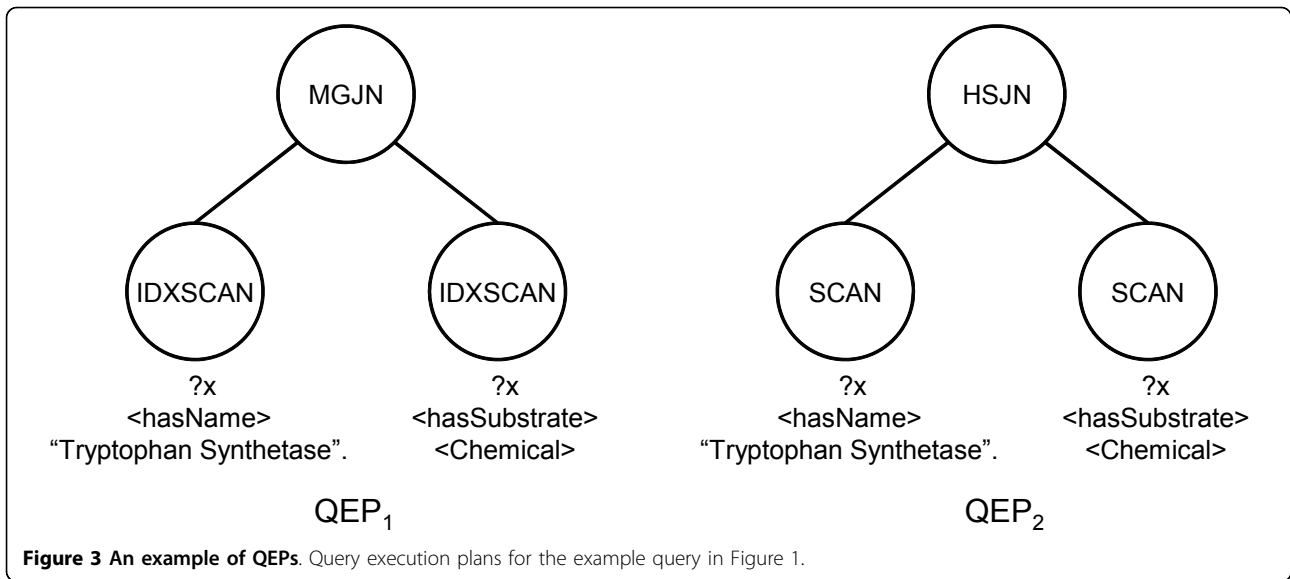 MGJN
IDXSCAN
IDXSCAN
?x
<hasName>
“Tryptophan Synthetase”.
?x
<hasSubstrate>
<Chemical>
QEP1
HSJN
SCAN
SCAN
?x
<hasName>
“Tryptophan Synthetase”.
?x
<hasSubstrate>
<Chemical>
QEP2
Figure 3 An example of QEPs. Query execution plans for the example query in Figure 1.